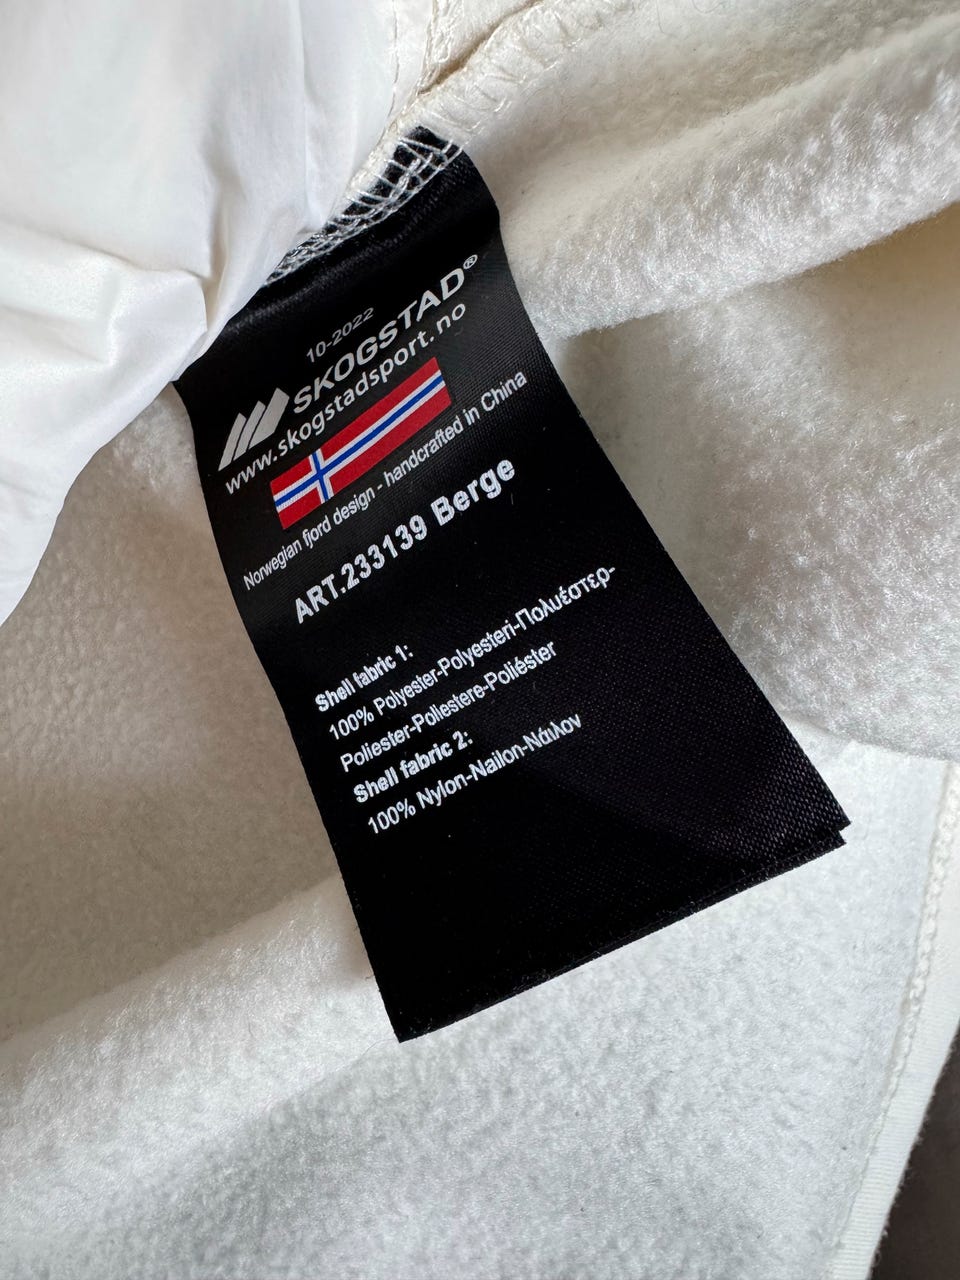 10-2022
SKOGSTAD®
www.skogstadsport.no
Norwegian fjord design - handcrafted in China
ART.233139 Berge
Shell fabric 1:
100% Polyester-Polyesteri-Πολυέστερ-
Poliester-Poliestere-Poliéster
Shell fabric 2:
100% Nylon-Nailon-Νάιλον